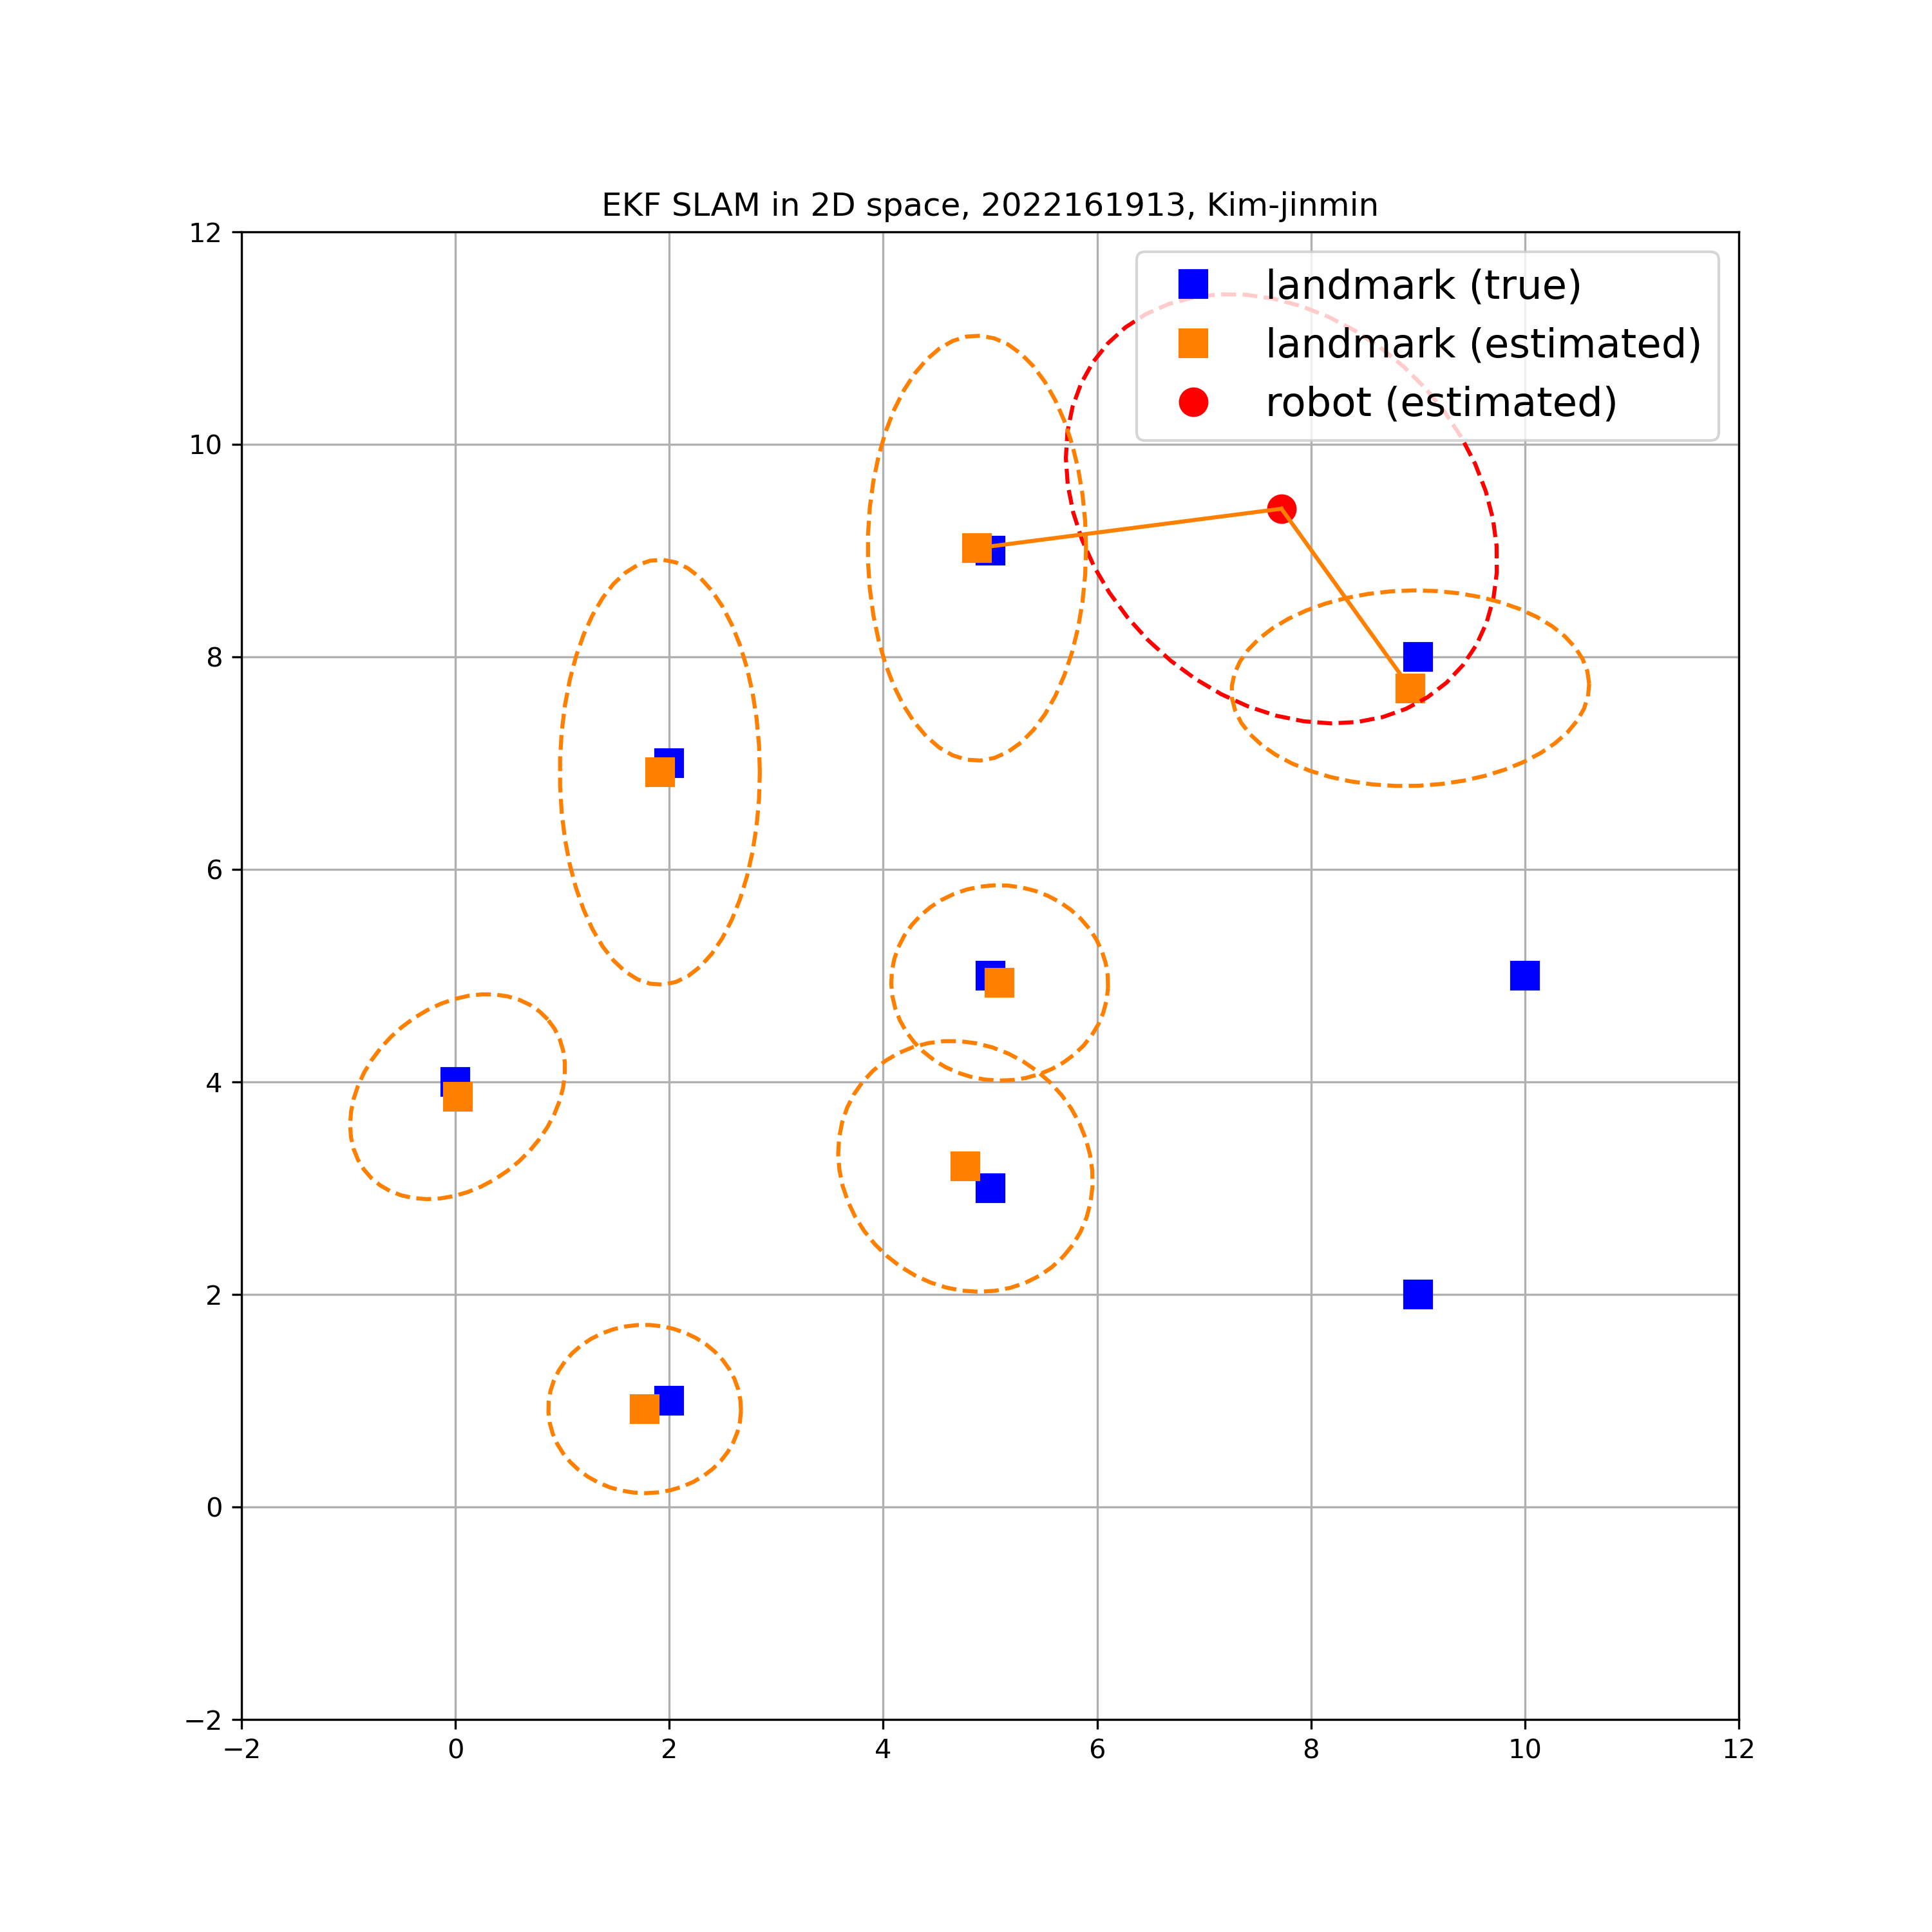 EKF SLAM in 2D space, 2022161913, Kim-jinmin
12
landmark (true)
landmark (estimated)
robot (estimated)
10
8
6
4
2
0
−2
−2 0 2 4 6 8 10 12